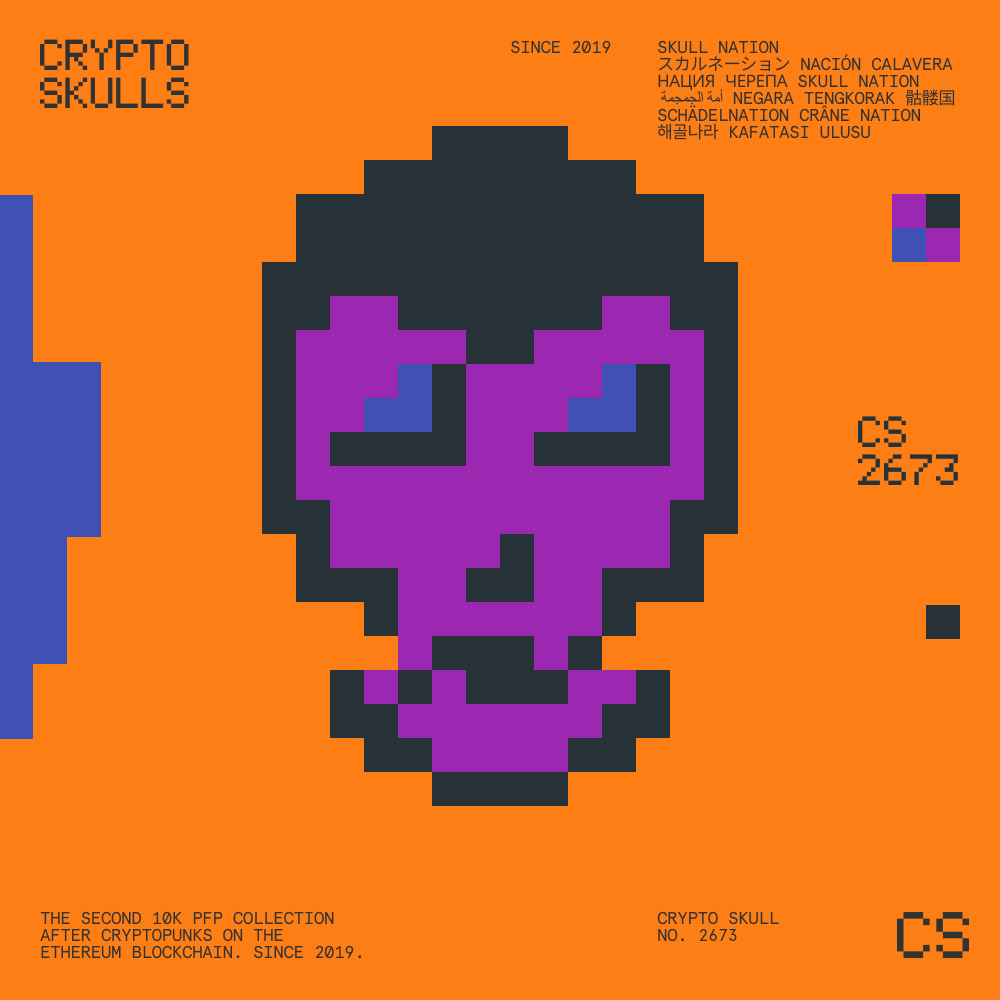 CRYPTO
SKULLS
SINCE 2019
SKULL NATION
スカルネーション NACIÓN CALAVERA
НАЦИЯ ЧЕРЕПА SKULL NATION
أمة الجمجمة NEGARA TENGKORAK 骷髅国
SCHÄDELNATION CRÂNE NATION
해골나라 KAFATASI ULUSU
CS
2673
THE SECOND 10K PFP COLLECTION
AFTER CRYPTOPUNKS ON THE
ETHEREUM BLOCKCHAIN. SINCE 2019.
CRYPTO SKULL
NO. 2673
CS